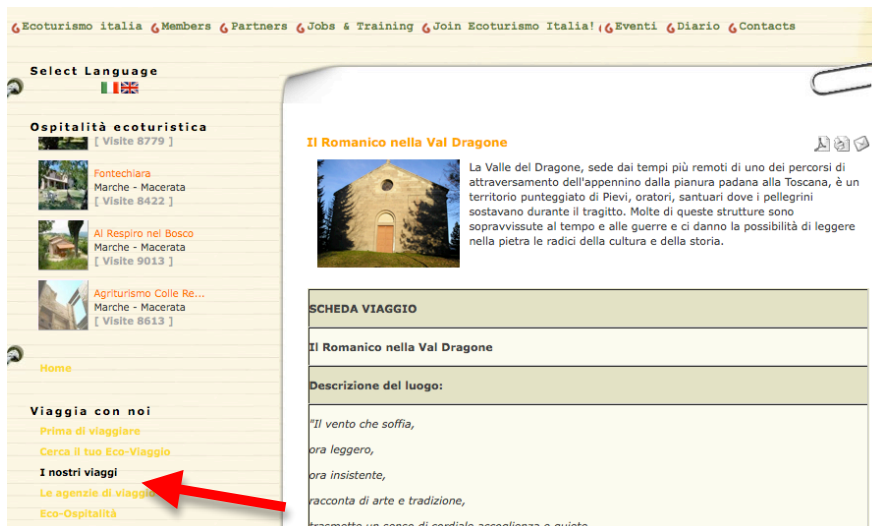 Ecoturismo italia Members Partners Jobs & Training Join Ecoturismo Italia! Eventi Diario Contacts
Select Language
Ospitalità ecoturistica
[ Visite 8779 ]
Fontechiara
Marche - Macerata
[ Visite 8422 ]
Al Respiro nel Bosco
Marche - Macerata
[ Visite 9013 ]
Agriturismo Colle Re...
Marche - Macerata
[ Visite 8613 ]
Home
Viaggia con noi
Prima di viaggiare
Cerca il tuo Eco-Viaggio
I nostri viaggi
Le agenzie di viaggio
Eco-Ospitalità
Il Romanico nella Val Dragone
La Valle del Dragone, sede dai tempi più remoti di uno dei percorsi di
attraversamento dell'appennino dalla pianura padana alla Toscana, è un
territorio punteggiato di Pievi, oratori, santuari dove i pellegrini
sostavano durante il tragitto. Molte di queste strutture sono
sopravvissute al tempo e alle guerre e ci danno la possibilità di leggere
nella pietra le radici della cultura e della storia.
SCHEDA VIAGGIO
Il Romanico nella Val Dragone
Descrizione del luogo:
"Il vento che soffia,
ora leggero,
ora insistente,
racconta di arte e tradizione,
trasmette un senso di cordiale accoglienza e quiete